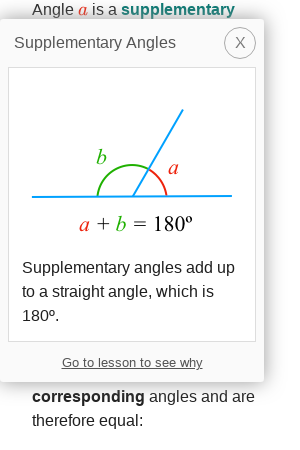 Angle a is a supplementary
Supplementary Angles
X
b
a
a + b = 180º
Supplementary angles add up
to a straight angle, which is
180º.
Go to lesson to see why
corresponding angles and are
therefore equal: